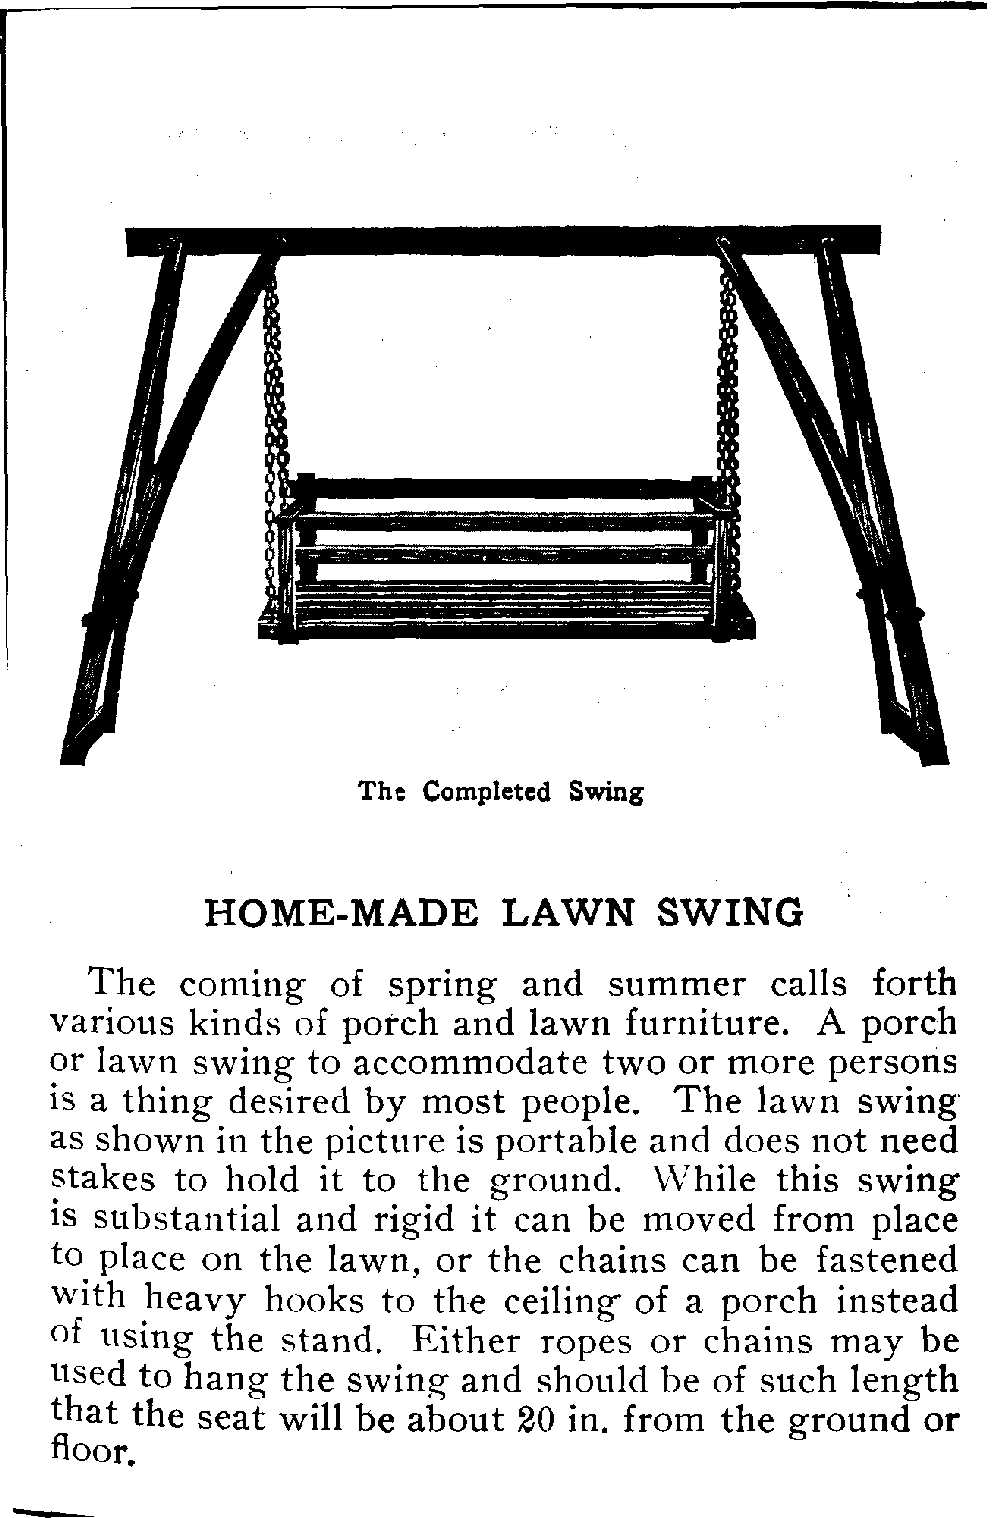 The Completed Swing
HOME-MADE LAWN SWING
The coming of spring and summer calls forth
various kinds of porch and lawn furniture. A porch
or lawn swing to accommodate two or more persons
is a thing desired by most people. The lawn swing
as shown in the picture is portable and does not need
stakes to hold it to the ground. While this swing
is substantial and rigid it can be moved from place
to place on the lawn, or the chains can be fastened
with heavy hooks to the ceiling of a porch instead
of using the stand. Either ropes or chains may be
used to hang the swing and should be of such length
that the seat will be about 20 in. from the ground or
floor.